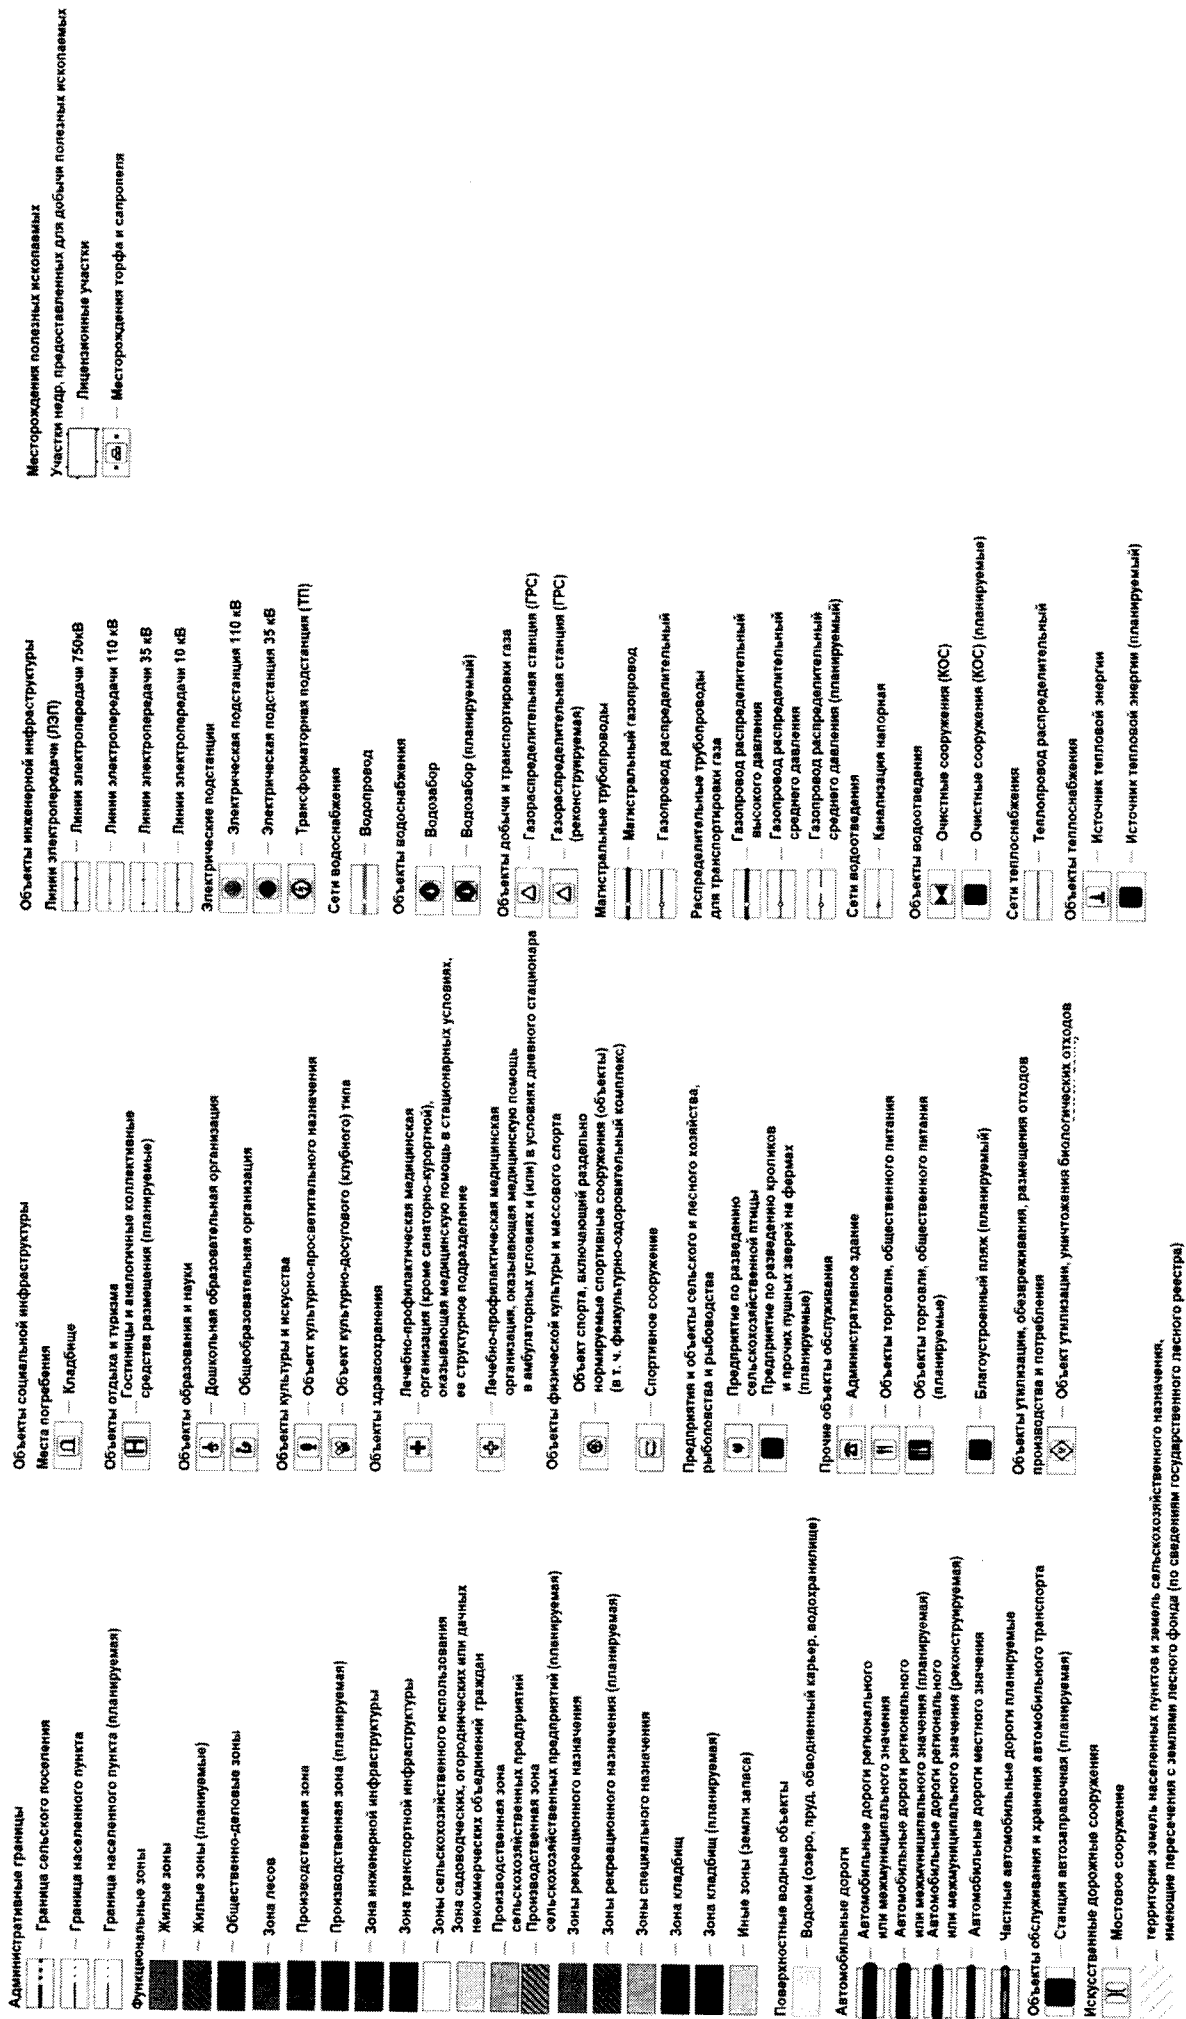 Административные границы
Граница сельского поселения
Граница населенного пункта
Граница населенного пункта (планируемая)
Функциональные зоны
Жилые зоны
Жилые зоны (планируемые)
Общественно-деловые зоны
Зона лесов
Производственная зона
Производственная зона (планируемая)
Зона инженерной инфраструктуры
Зона транспортной инфраструктуры
Зоны сельскохозяйственного использования
Зона садоводческих, огороднических или дачных
некоммерческих объединений граждан
Производственная зона
сельскохозяйственных предприятий
Производственная зона
сельскохозяйственных предприятий (планируемая)
Зоны рекреационного назначения
Зоны рекреационного назначения (планируемая)
Зоны специального назначения
Зона кладбищ
Зона кладбищ (планируемая)
Иные зоны (земли запаса)
Поверхностные водные объекты
Водоем (озеро, пруд, обводненный карьер, водохранилище)
Автомобильные дороги
Автомобильные дороги регионального
или межмуниципального значения
Автомобильные дороги регионального
или межмуниципального значения (планируемая)
Автомобильные дороги регионального
или межмуниципального значения (реконструируемая)
Автомобильные дороги местного значения
Частные автомобильные дороги планируемые
Объекты обслуживания и хранения автомобильного транспорта
Станция автозаправочная (планируемая)
Искусственные дорожные сооружения
Мостовое сооружение
территории земель населенных пунктов и земель сельскохозяйственного назначения,
имеющие пересечения с землями лесного фонда (по сведениям государственного лесного реестра)
Объекты социальной инфраструктуры
Места погребения
Кладбище
Объекты отдыха и туризма
Гостиницы и аналогичные коллективные
средства размещения (планируемые)
Объекты образования и науки
Дошкольная образовательная организация
Общеобразовательная организация
Объекты культуры и искусства
Объект культурно-просветительного назначения
Объект культурно-досугового (клубного) типа
Объекты здравоохранения
Лечебно-профилактическая медицинская
организация (кроме санаторно-курортной),
оказывающая медицинскую помощь в стационарных условиях,
ее структурное подразделение
Лечебно-профилактическая медицинская
организация, оказывающая медицинскую помощь
в амбулаторных условиях и (или) в условиях дневного стационара
Объекты физической культуры и массового спорта
Объект спорта, включающий раздельно
нормируемые спортивные сооружения (объекты)
(в т. ч. физкультурно-оздоровительный комплекс)
Спортивное сооружение
Предприятия и объекты сельского и лесного хозяйства,
рыболовства и рыбоводства
Предприятие по разведению
сельскохозяйственной птицы
Предприятие по разведению кроликов
и прочих пушных зверей на фермах
(планируемые)
Прочие объекты обслуживания
Административное здание
Объекты торговли, общественного питания
Объекты торговли, общественного питания
(планируемые)
Благоустроенный пляж (планируемый)
Объекты утилизации, обезвреживания, размещения отходов
производства и потребления
Объект утилизации, уничтожения биологических отходов
Объекты инженерной инфраструктуры
Линии электропередачи (ЛЭП)
Линии электропередачи 750кВ
Линии электропередачи 110 кВ
Линии электропередачи 35 кВ
Линии электропередачи 10 кВ
Электрические подстанции
Электрическая подстанция 110 кВ
Электрическая подстанция 35 кВ
Трансформаторная подстанция (ТП)
Сети водоснабжения
Водопровод
Объекты водоснабжения
Водозабор
Водозабор (планируемый)
Объекты добычи и транспортировки газа
Газораспределительная станция (ГРС)
Газораспределительная станция (ГРС)
(реконструируемая)
Магистральные трубопроводы
Магистральный газопровод
Газопровод распределительный
Распределительные трубопроводы
для транспортировки газа
Газопровод распределительный
высокого давления
Газопровод распределительный
среднего давления
Газопровод распределительный
среднего давления (планируемый)
Сети водоотведения
Канализация напорная
Объекты водоотведения
Очистные сооружения (КОС)
Очистные сооружения (КОС) (планируемые)
Сети теплоснабжения
Теплопровод распределительный
Объекты теплоснабжения
Источник тепловой энергии
Источник тепловой энергии (планируемый)
Месторождения полезных ископаемых
Участки недр, предоставленных для добычи полезных ископаемых
Лицензионные участки
Месторождения торфа и сапропеля